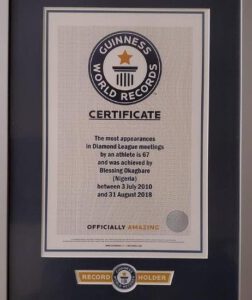 GUINNESS
WORLD RECORDS
CERTIFICATE
The most appearances
in Diamond League meetings
by an athlete is 67
and was achieved by
Blessing Okagbare
(Nigeria)
between 3 July 2010
and 31 August 2018
OFFICIALLY AMAZING
RECORD HOLDER